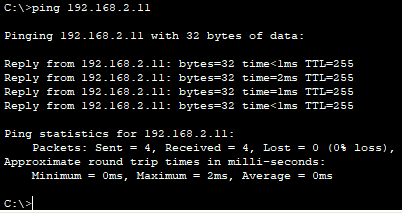 C:\>ping 192.168.2.11
Pinging 192.168.2.11 with 32 bytes of data:
Reply from 192.168.2.11: bytes=32 time<1ms TTL=255
Reply from 192.168.2.11: bytes=32 time=2ms TTL=255
Reply from 192.168.2.11: bytes=32 time=1ms TTL=255
Reply from 192.168.2.11: bytes=32 time<1ms TTL=255
Ping statistics for 192.168.2.11:
Packets: Sent = 4, Received = 4, Lost = 0 (0% loss),
Approximate round trip times in milli-seconds:
Minimum = 0ms, Maximum = 2ms, Average = 0ms
C:\>